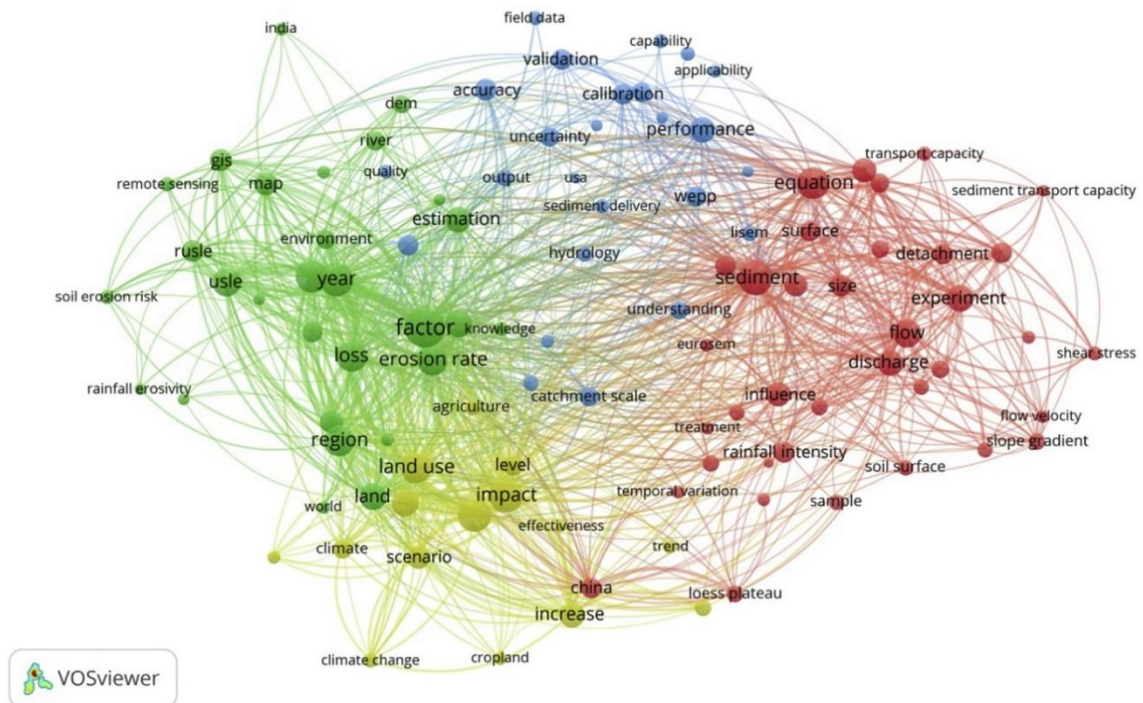 field data
india
capability
validation
applicability
accuracy
calibration
dem
performance
uncertainty
river
transport capacity
gis
quality
output
usa
equation
remote sensing
map
sediment transport capacity
wepp
sediment delivery
estimation
lisem
surface
environment
rusle
hydrology
detachment
usle
year
sediment
size
soil erosion risk
experiment
understanding
factor
knowledge
flow
eurosem
loss
erosion rate
shear stress
discharge
rainfall erosivity
catchment scale
influence
agriculture
flow velocity
treatment
region
slope gradient
rainfall intensity
land use
level
soil surface
temporal variation
land
impact
sample
world
effectiveness
climate
trend
scenario
china
loess plateau
increase
climate change
cropland
VOSviewer